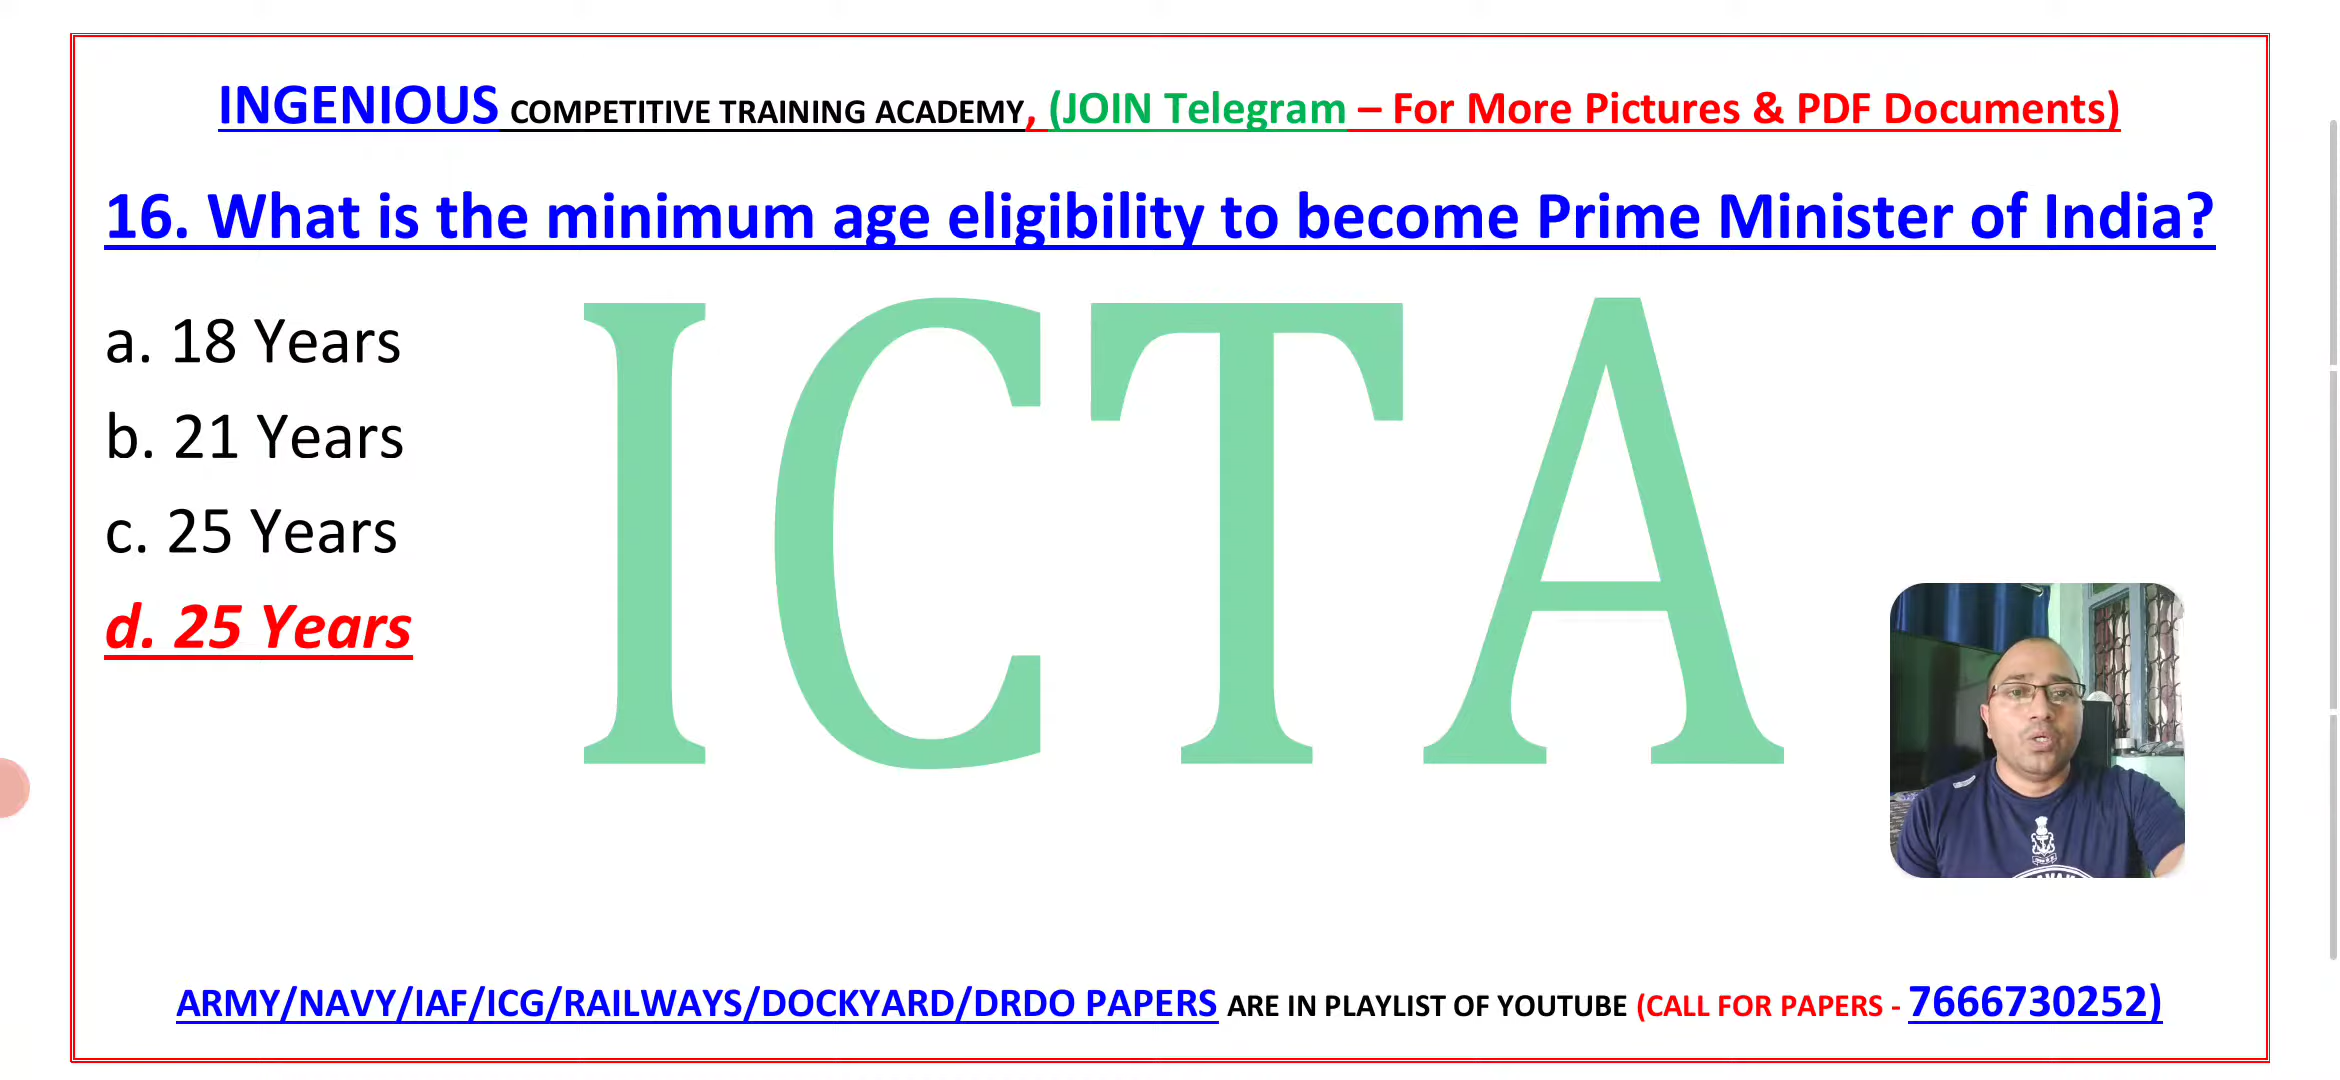 INGENIOUS COMPETITIVE TRAINING ACADEMY, (JOIN Telegram – For More Pictures & PDF Documents)
16. What is the minimum age eligibility to become Prime Minister of India?
a. 18 Years
b. 21 Years
c. 25 Years
d. 25 Years
ICTA
ARMY/NAVY/IAF/ICG/RAILWAYS/DOCKYARD/DRDO PAPERS ARE IN PLAYLIST OF YOUTUBE (CALL FOR PAPERS - 7666730252)